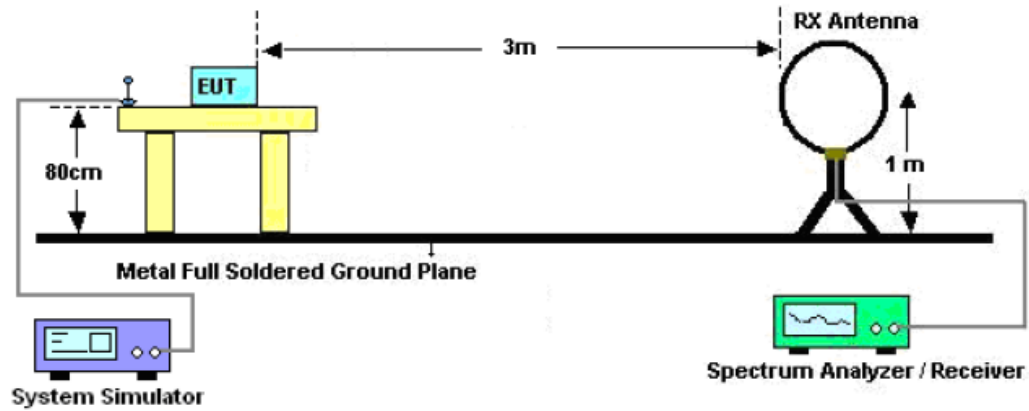 RX Antenna
3m
EUT
80cm
1 m
Metal Full Soldered Ground Plane
System Simulator
Spectrum Analyzer / Receiver